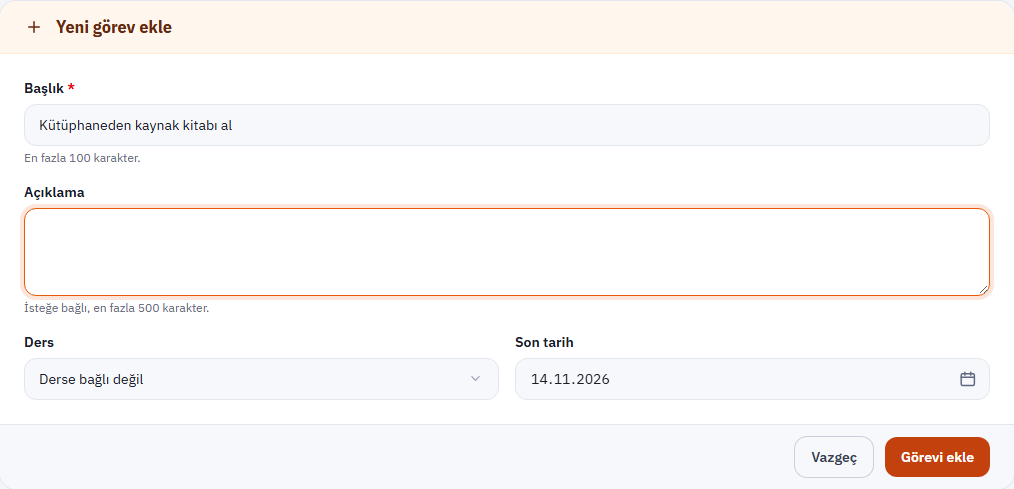 Yeni görev ekle
Başlık *
Kütüphaneden kaynak kitabı al
En fazla 100 karakter.
Açıklama
İsteğe bağlı, en fazla 500 karakter.
Ders
Son tarih
Derse bağlı değil
14.11.2026
Vazgeç
Görevi ekle